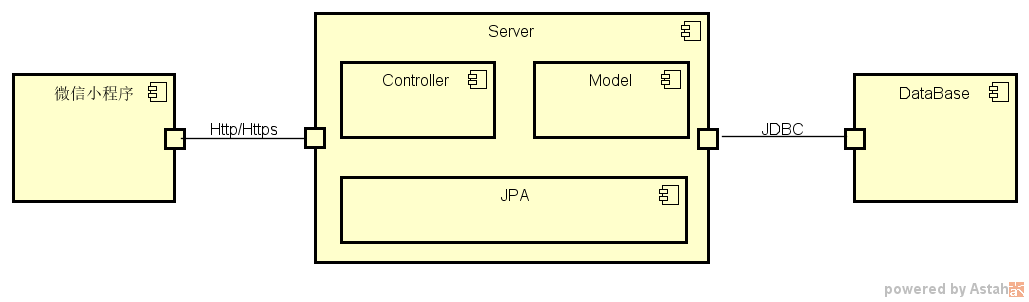 Server
Controller
Model
微信小程序
DataBase
Http/Https
JDBC
JPA
powered by Astah